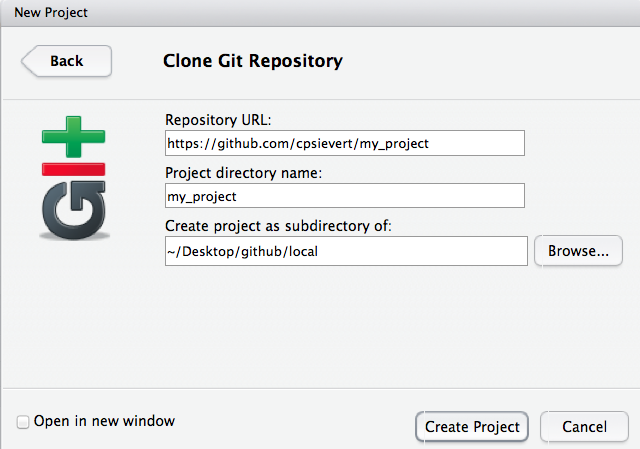 New Project
Back
Clone Git Repository
Repository URL:
https://github.com/cpsievert/my_project
Project directory name:
my_project
Create project as subdirectory of:
~/Desktop/github/local
Browse...
git
Open in new window
Create Project
Cancel